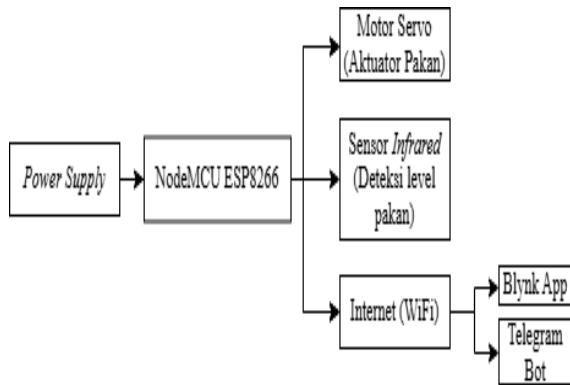 Motor Servo
(Aktuator Pakan)
Power Supply
NodeMCU ESP8266
Sensor Infrared
(Deteksi level
pakan)
Internet (WiFi)
Blynk App
Telegram
Bot